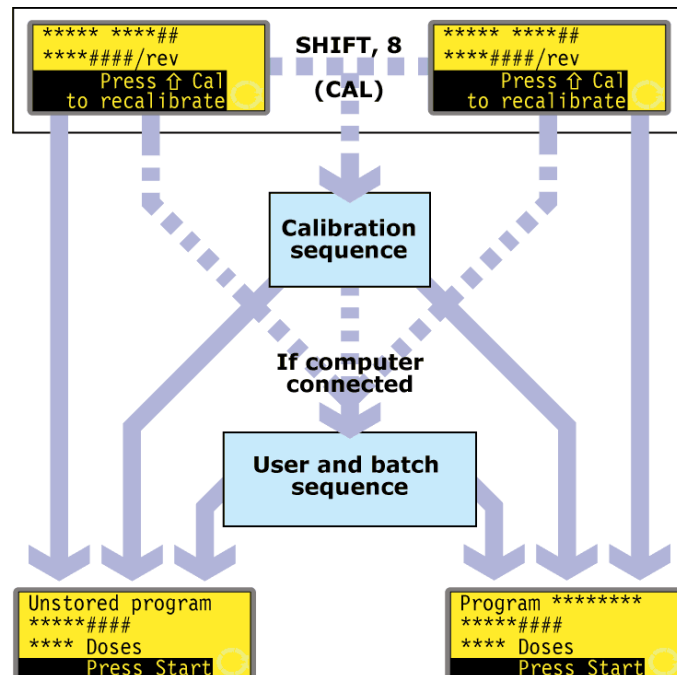 ***** ****##
****####/rev
Press ⇧ Cal
to recalibrate
SHIFT, 8
(CAL)
***** ****##
****####/rev
Press ⇧ Cal
to recalibrate
Calibration
sequence
If computer
connected
User and batch
sequence
Unstored program
*****####
**** Doses
Press Start
Program ********
*****####
**** Doses
Press Start